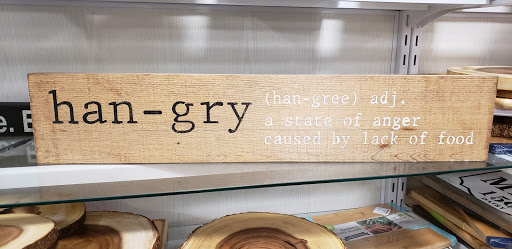 han-gry
(han-gree) adj.
a state of anger
caused by lack of food